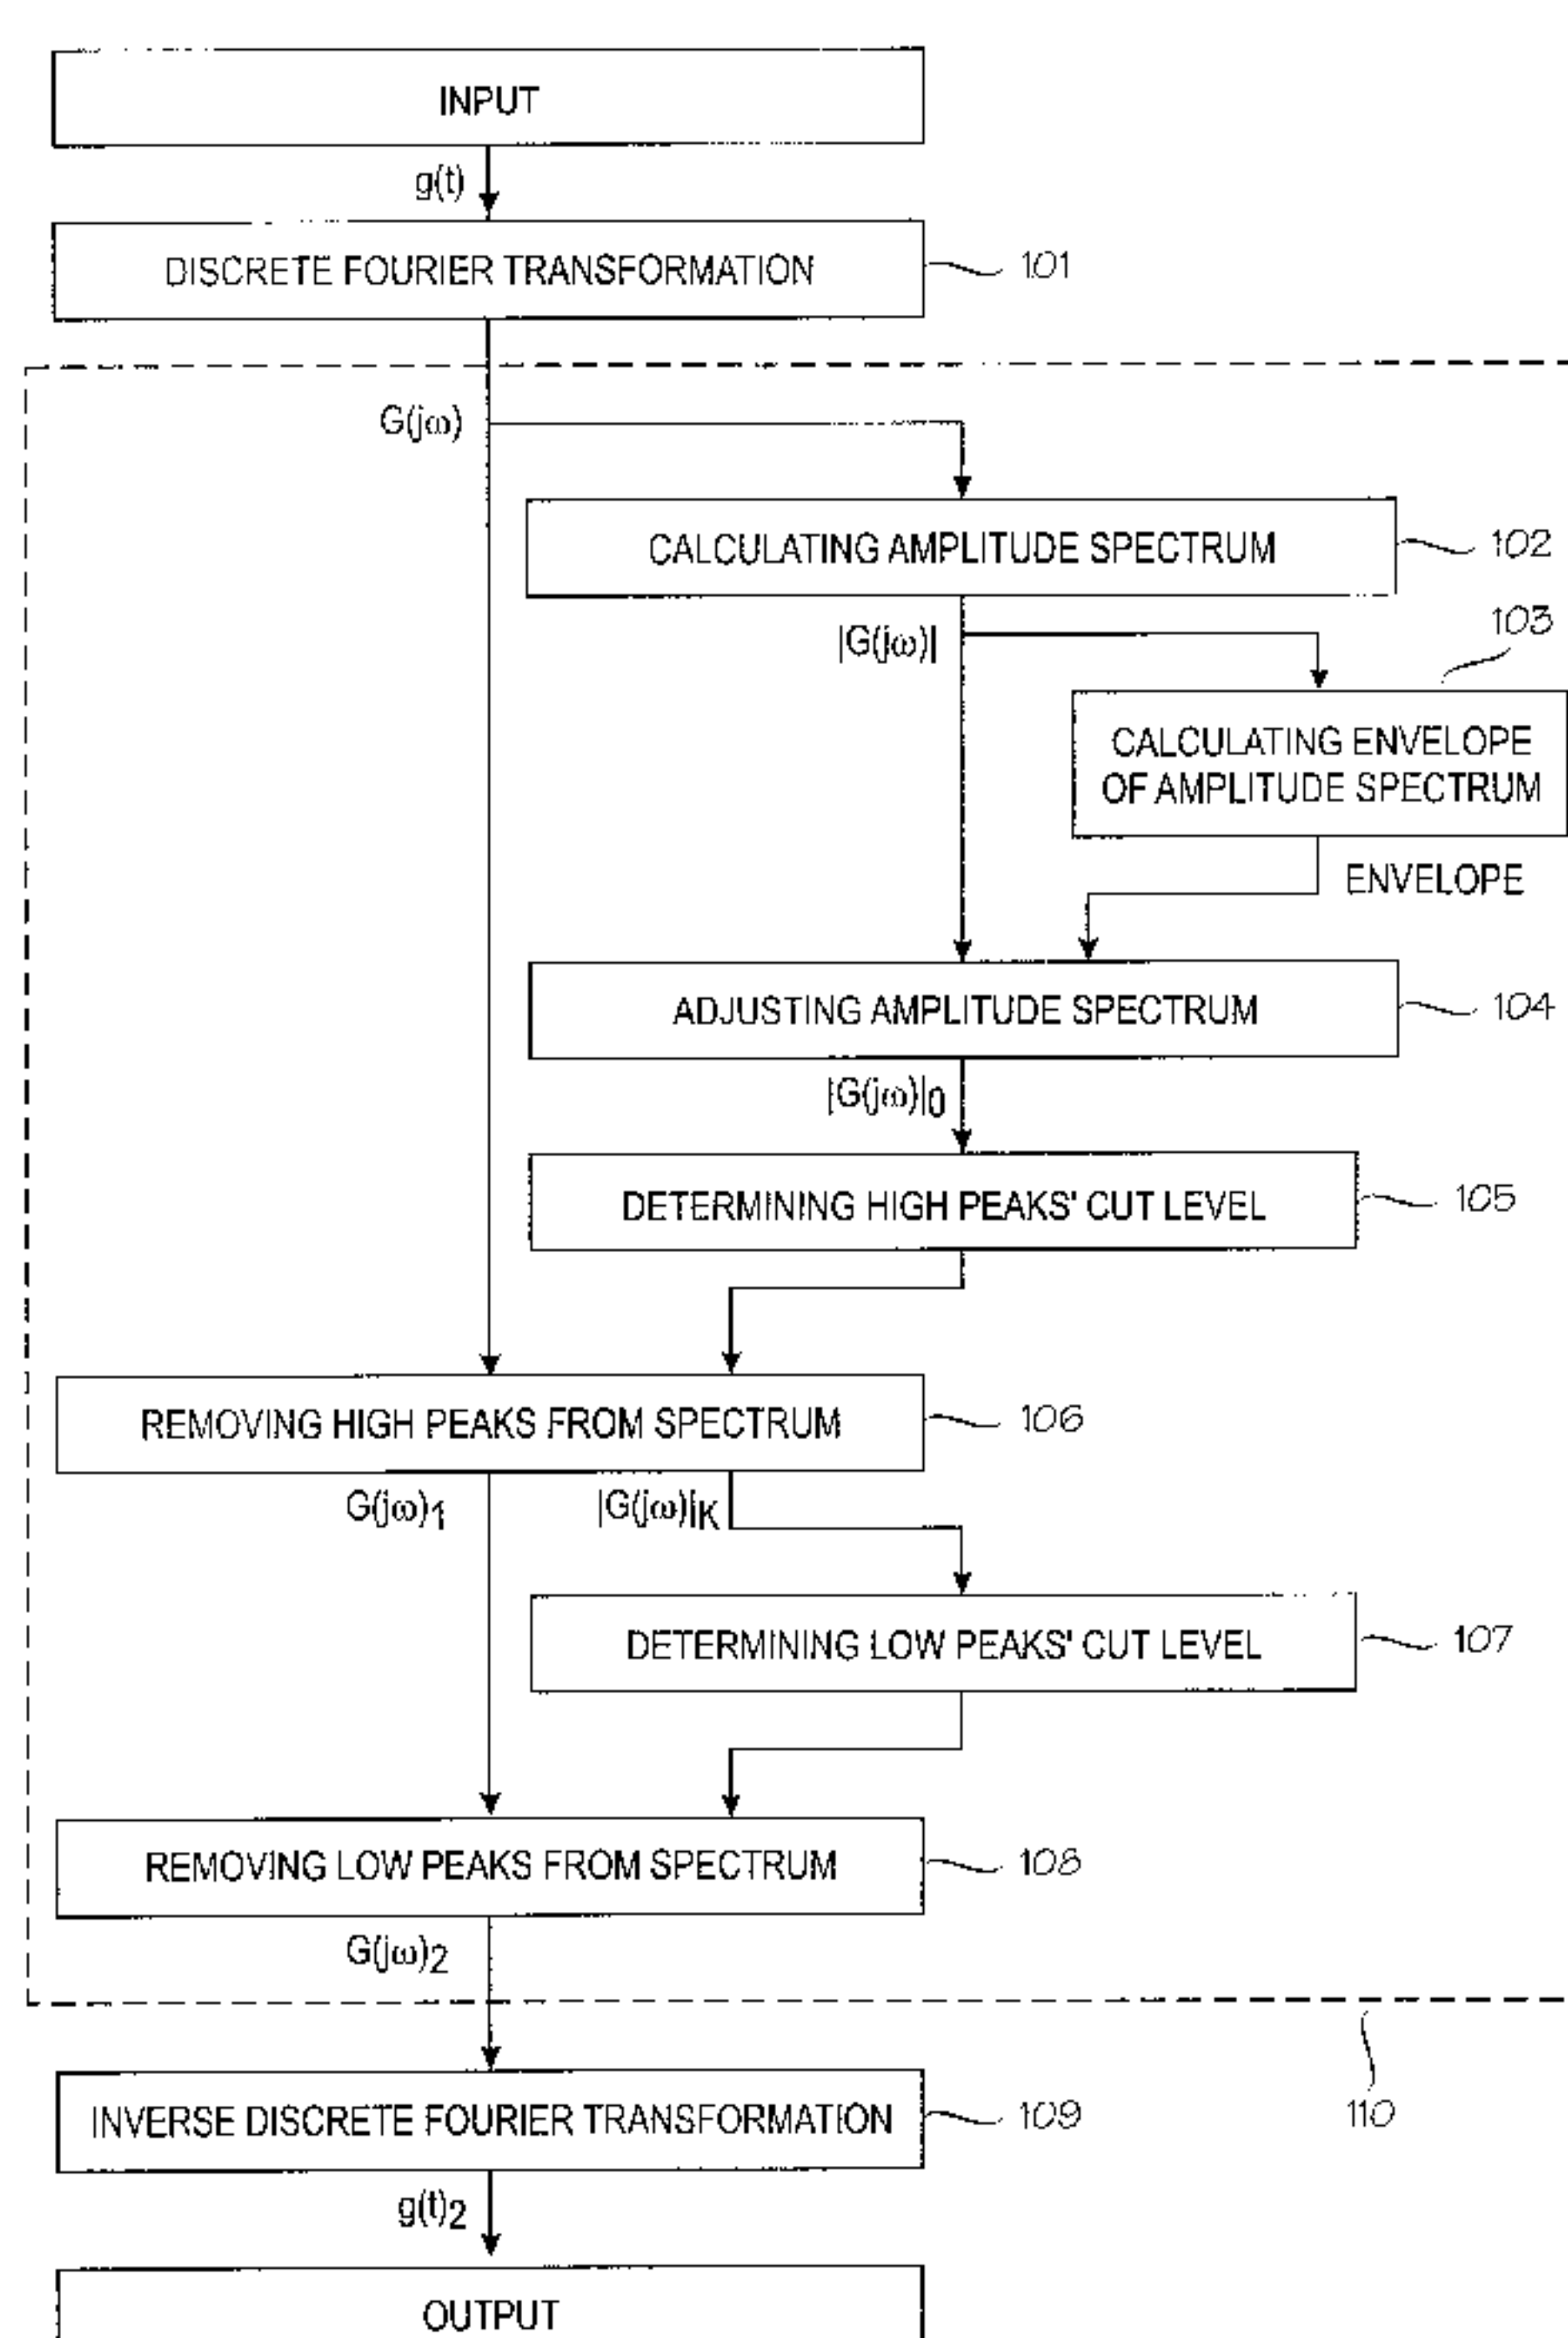 INPUT
g(t)
DISCRETE FOURIER TRANSFORMATION
101
G(jω)
CALCULATING AMPLITUDE SPECTRUM
102
|G(jω)|
103
CALCULATING ENVELOPE
OF AMPLITUDE SPECTRUM
ENVELOPE
ADJUSTING AMPLITUDE SPECTRUM
104
|G(jω)|0
DETERMINING HIGH PEAKS' CUT LEVEL
105
REMOVING HIGH PEAKS FROM SPECTRUM
106
G(jω)1
|G(jω)|iK
DETERMINING LOW PEAKS' CUT LEVEL
107
REMOVING LOW PEAKS FROM SPECTRUM
108
G(jω)2
INVERSE DISCRETE FOURIER TRANSFORMATION
109
110
g(t)2
OUTPUT